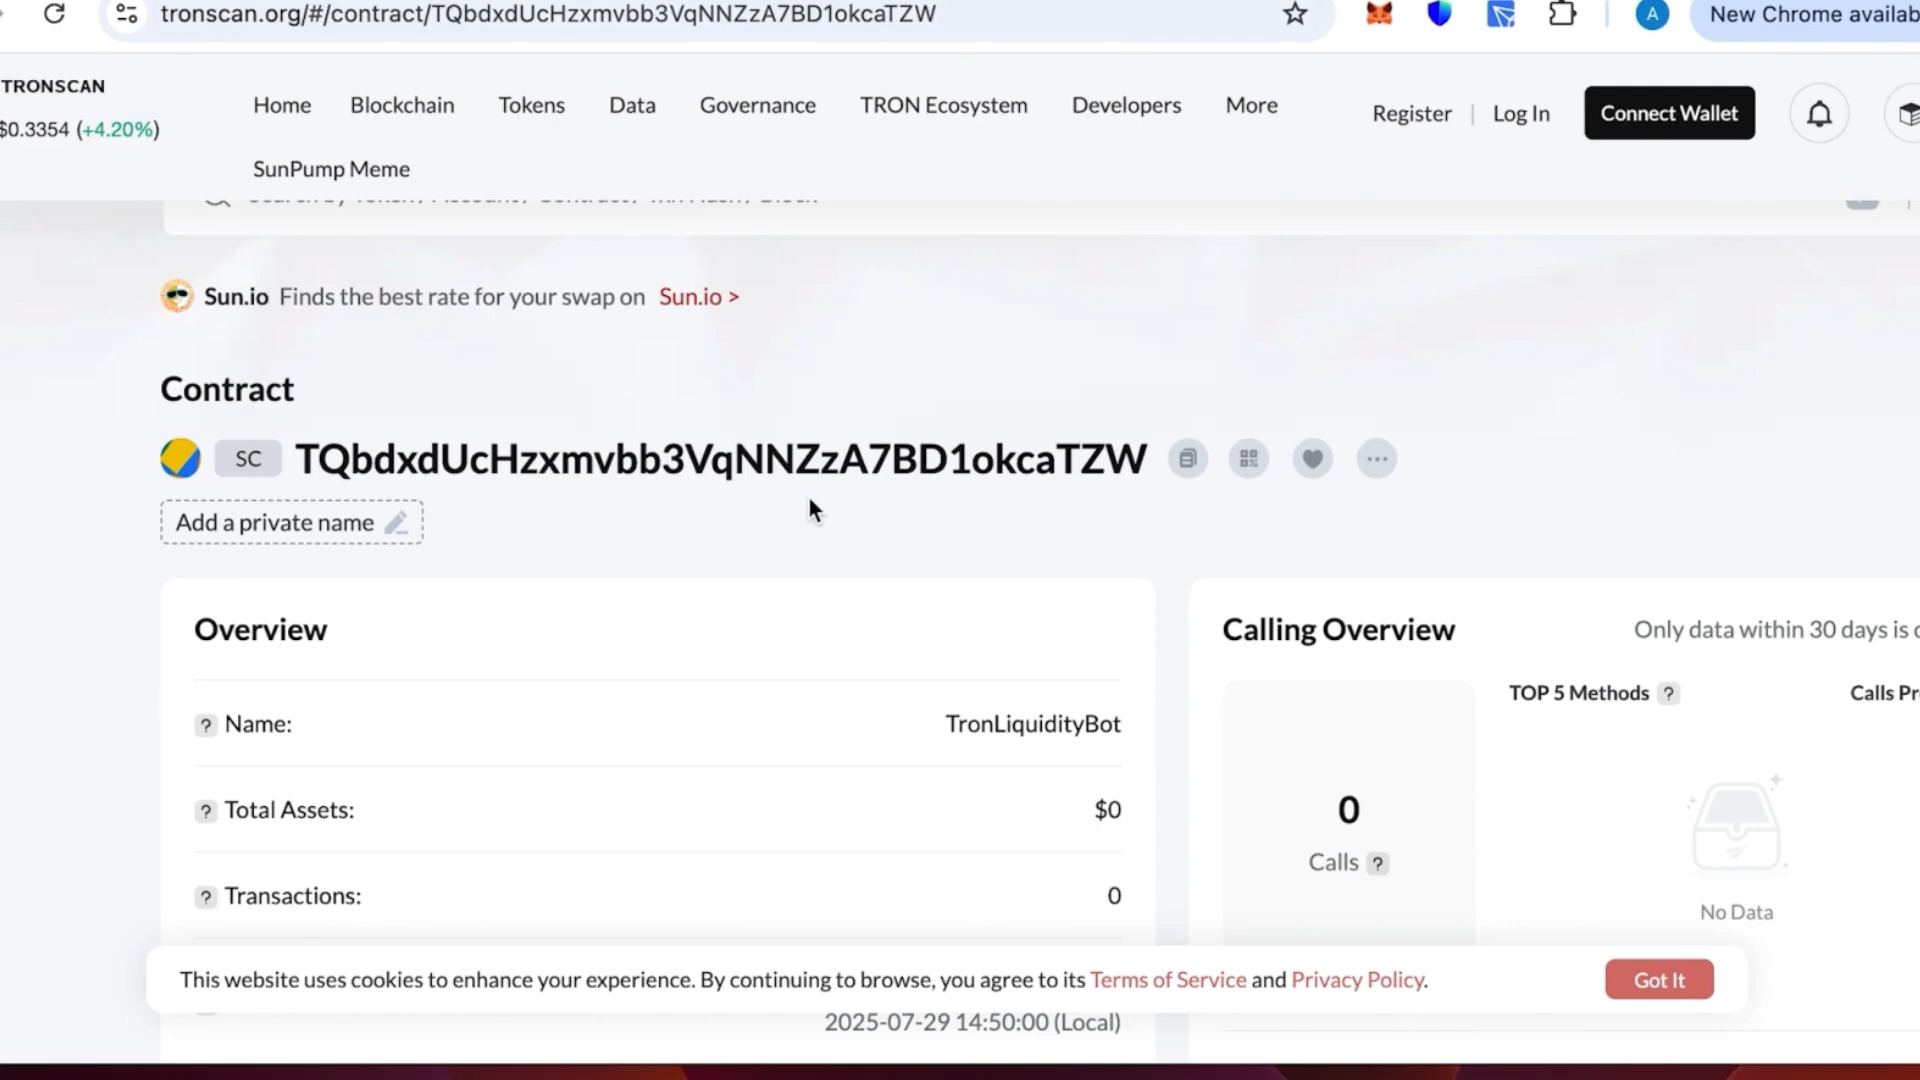 tronscan.org/#/contract/TQbdxdUcHzxmvbb3VqNNZzA7BD1okcaTZW
A
New Chrome availab
TRONSCAN
$0.3354 (+4.20%)
Home
Blockchain
Tokens
Data
Governance
TRON Ecosystem
Developers
More
SunPump Meme
Register | Log In
Connect Wallet
Sun.io Finds the best rate for your swap on Sun.io >
Contract
SC TQbdxdUcHzxmvbb3VqNNZzA7BD1okcaTZW
Add a private name
Overview
? Name: TronLiquidityBot
? Total Assets: $0
? Transactions: 0
2025-07-29 14:50:00 (Local)
Calling Overview
Only data within 30 days is
TOP 5 Methods ?
Calls Pr
0
Calls ?
No Data
This website uses cookies to enhance your experience. By continuing to browse, you agree to its Terms of Service and Privacy Policy.
Got It